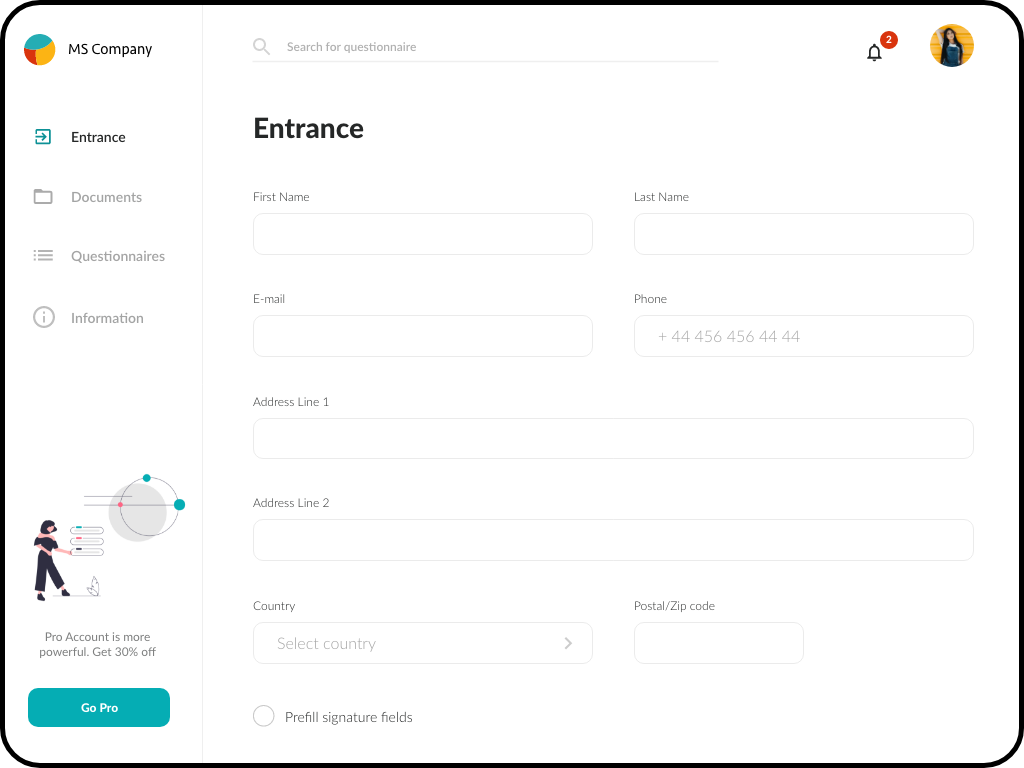 MS Company
Search for questionnaire
2
Entrance
Documents
Questionnaires
Information
Pro Account is more
powerful. Get 30% off
Go Pro
Entrance
First Name
Last Name
E-mail
Phone
+ 44 456 456 44 44
Address Line 1
Address Line 2
Country
Postal/Zip code
Select country
Prefill signature fields